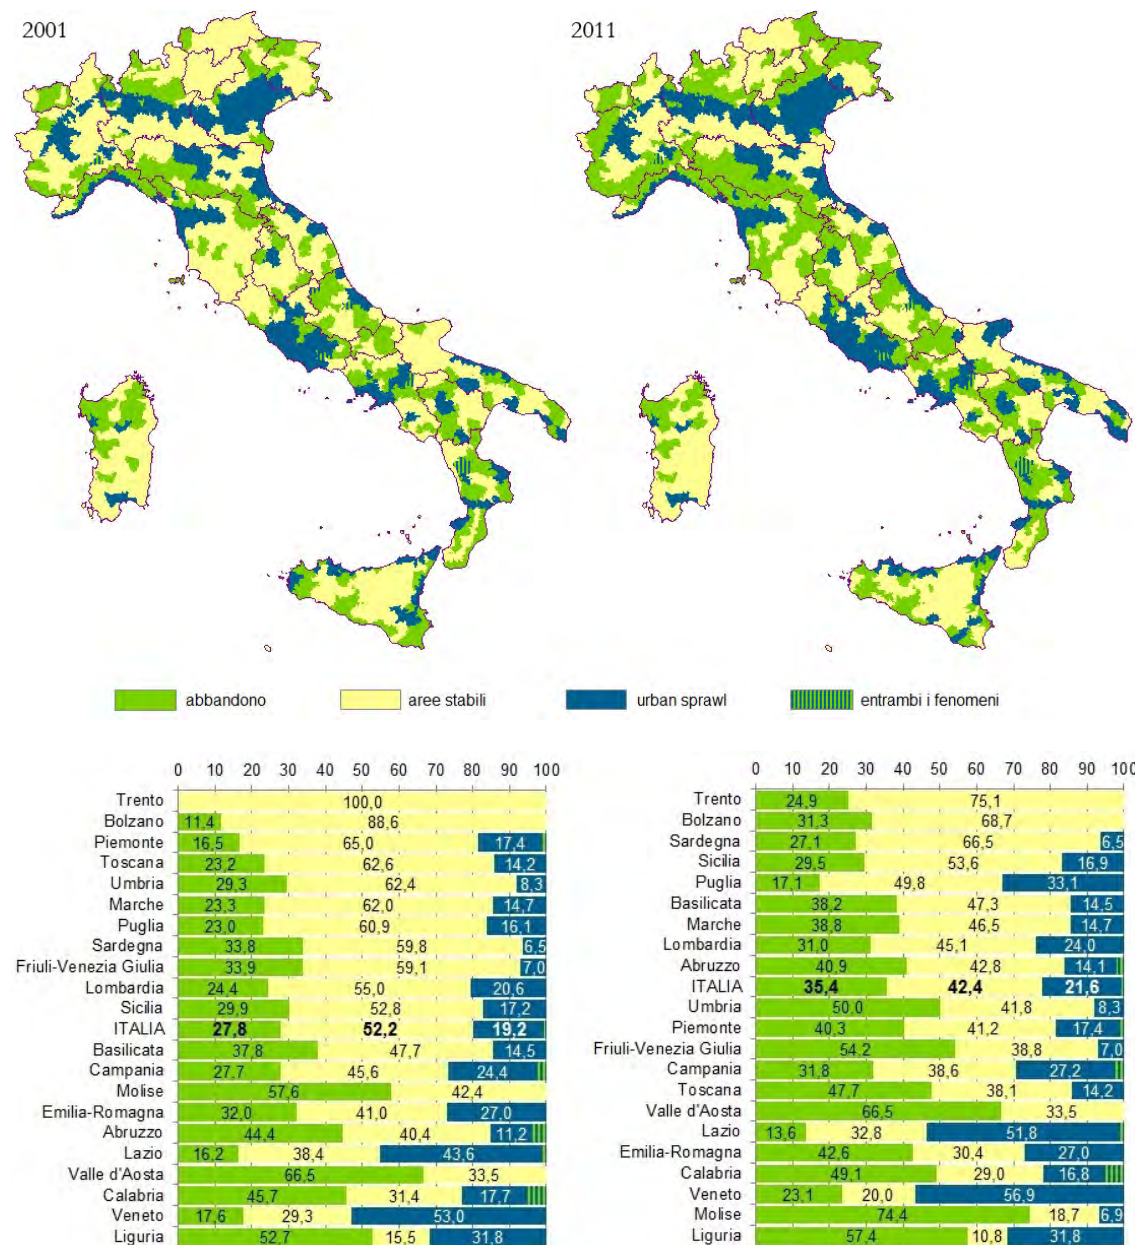 2001
2011
abbandono
aree stabili
urban sprawl
entrambi i fenomeni
0 10 20 30 40 50 60 70 80 90 100
Trento 100,0
Bolzano 11,4 88,6
Piemonte 16,5 65,0 17,4
Toscana 23,2 62,6 14,2
Umbria 29,3 62,4 8,3
Marche 23,3 62,0 14,7
Puglia 23,0 60,9 16,1
Sardegna 33,8 59,8 6,5
Friuli-Venezia Giulia 33,9 59,1 7,0
Lombardia 24,4 55,0 20,6
Sicilia 29,9 52,8 17,2
ITALIA 27,8 52,2 19,2
Basilicata 37,8 47,7 14,5
Campania 27,7 45,6 24,4
Molise 57,6 42,4
Emilia-Romagna 32,0 41,0 27,0
Abruzzo 44,4 40,4 11,2
Lazio 16,2 38,4 43,6
Valle d'Aosta 66,5 33,5
Calabria 45,7 31,4 17,7
Veneto 17,6 29,3 53,0
Liguria 52,7 15,5 31,8
0 10 20 30 40 50 60 70 80 90 100
Trento 24,9 75,1
Bolzano 31,3 68,7
Sardegna 27,1 66,5 6,5
Sicilia 29,5 53,6 16,9
Puglia 17,1 49,8 33,1
Basilicata 38,2 47,3 14,5
Marche 38,8 46,5 14,7
Lombardia 31,0 45,1 24,0
Abruzzo 40,9 42,8 14,1
ITALIA 35,4 42,4 21,6
Umbria 50,0 41,8 8,3
Piemonte 40,3 41,2 17,4
Friuli-Venezia Giulia 54,2 38,8 7,0
Campania 31,8 38,6 27,2
Toscana 47,7 38,1 14,2
Valle d'Aosta 66,5 33,5
Lazio 13,6 32,8 51,8
Emilia-Romagna 42,6 30,4 27,0
Calabria 49,1 29,0 16,8
Veneto 23,1 20,0 56,9
Molise 74,4 18,7 6,9
Liguria 57,4 10,8 31,8